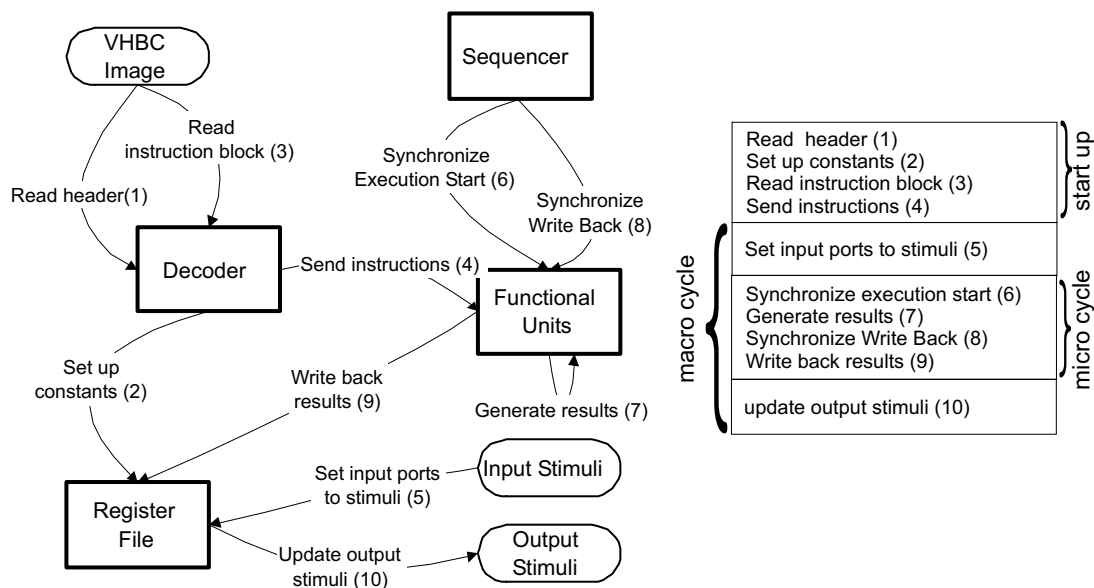 VHBC
Image
Sequencer
Read
instruction block (3)
Read header(1)
Synchronize
Execution Start (6)
Synchronize
Write Back (8)
Decoder
Send instructions (4)
Functional
Units
Set up
constants (2)
Write back
results (9)
Generate results (7)
Register
File
Set input ports
to stimuli (5)
Input Stimuli
Update output
stimuli (10)
Output
Stimuli
Read header (1)
Set up constants (2)
Read instruction block (3)
Send instructions (4)
start up
Set input ports to stimuli (5)
macro cycle
Synchronize execution start (6)
Generate results (7)
Synchronize Write Back (8)
Write back results (9)
micro cycle
update output stimuli (10)